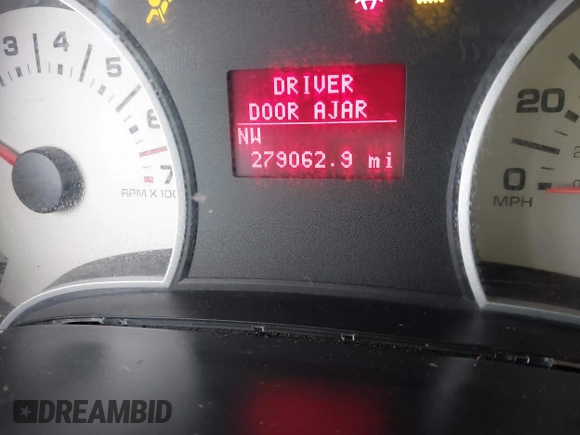 3
4
5
6
7
RPM X 100
DRIVER
DOOR AJAR
NW
279062.9 mi
20
0
MPH
DREAMBID